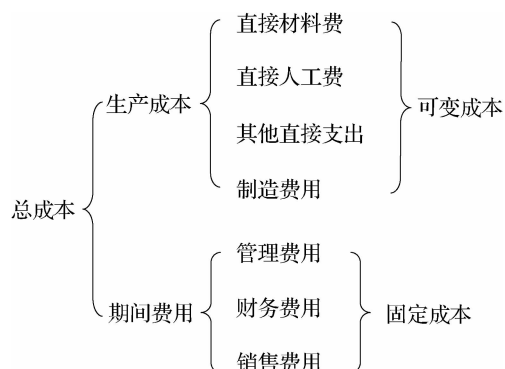 直接材料费
直接人工费
生产成本
可变成本
其他直接支出
制造费用
总成本
管理费用
期间费用
财务费用
固定成本
销售费用